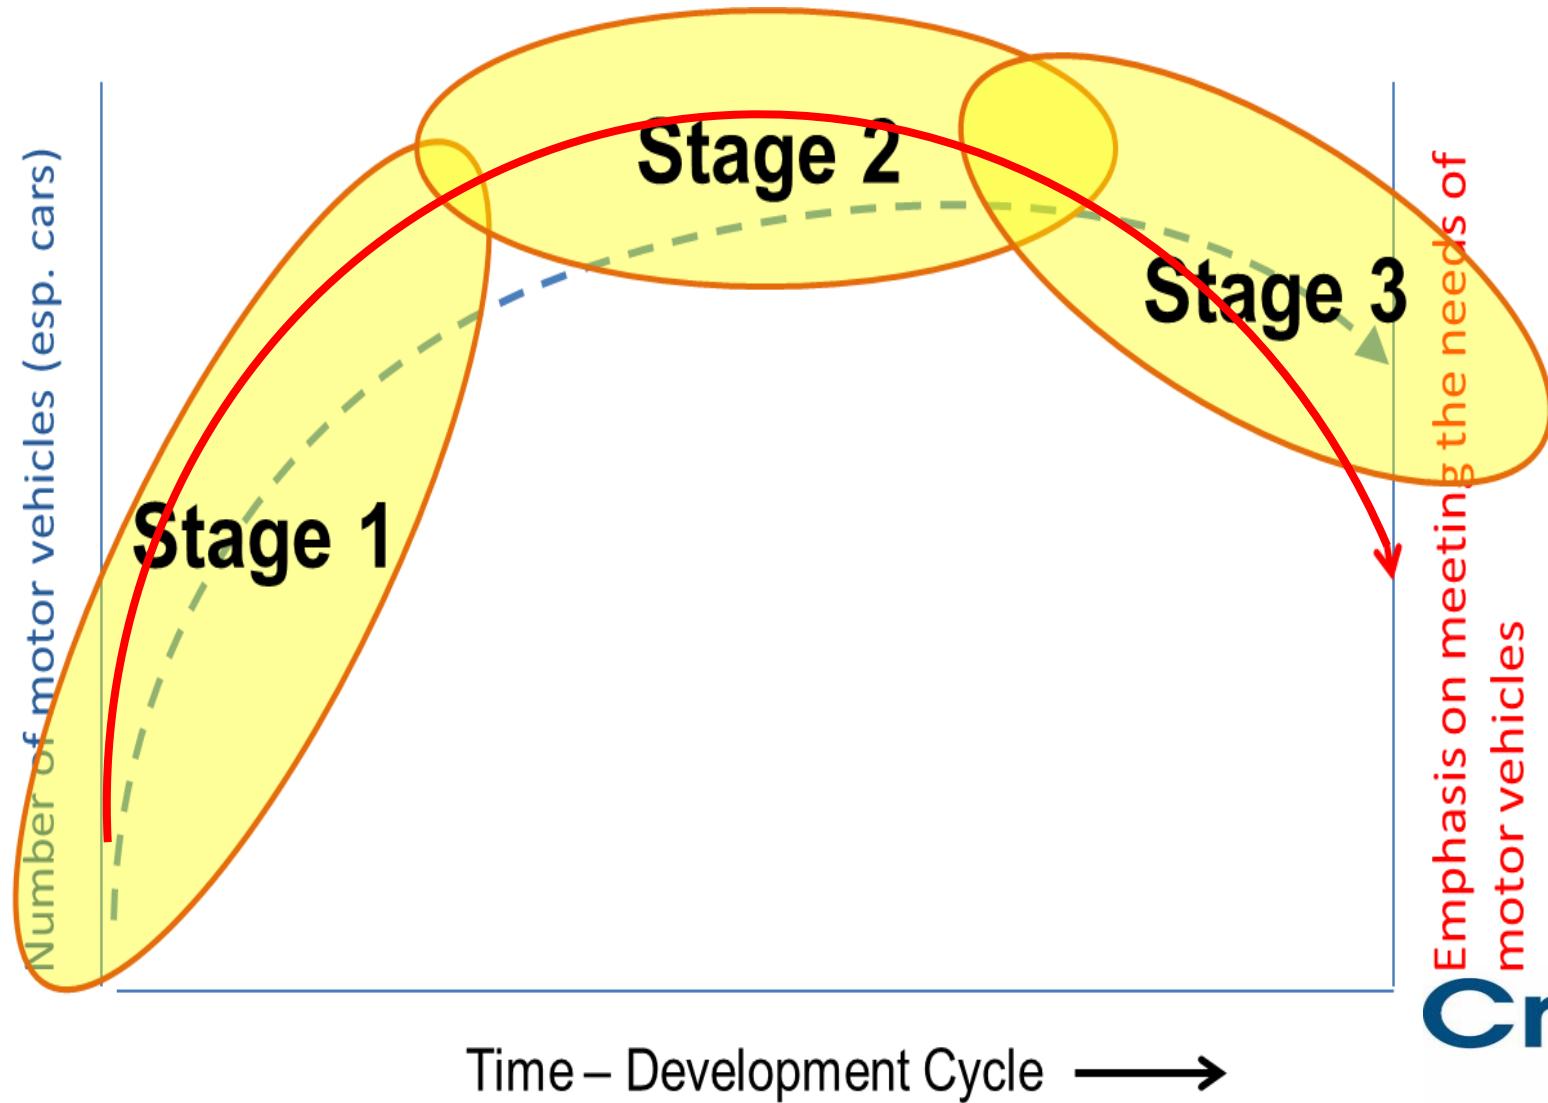 Number of motor vehicles (esp. cars)
Stage 1
Stage 2
Stage 3
Emphasis on meeting the needs of
motor vehicles
Time – Development Cycle